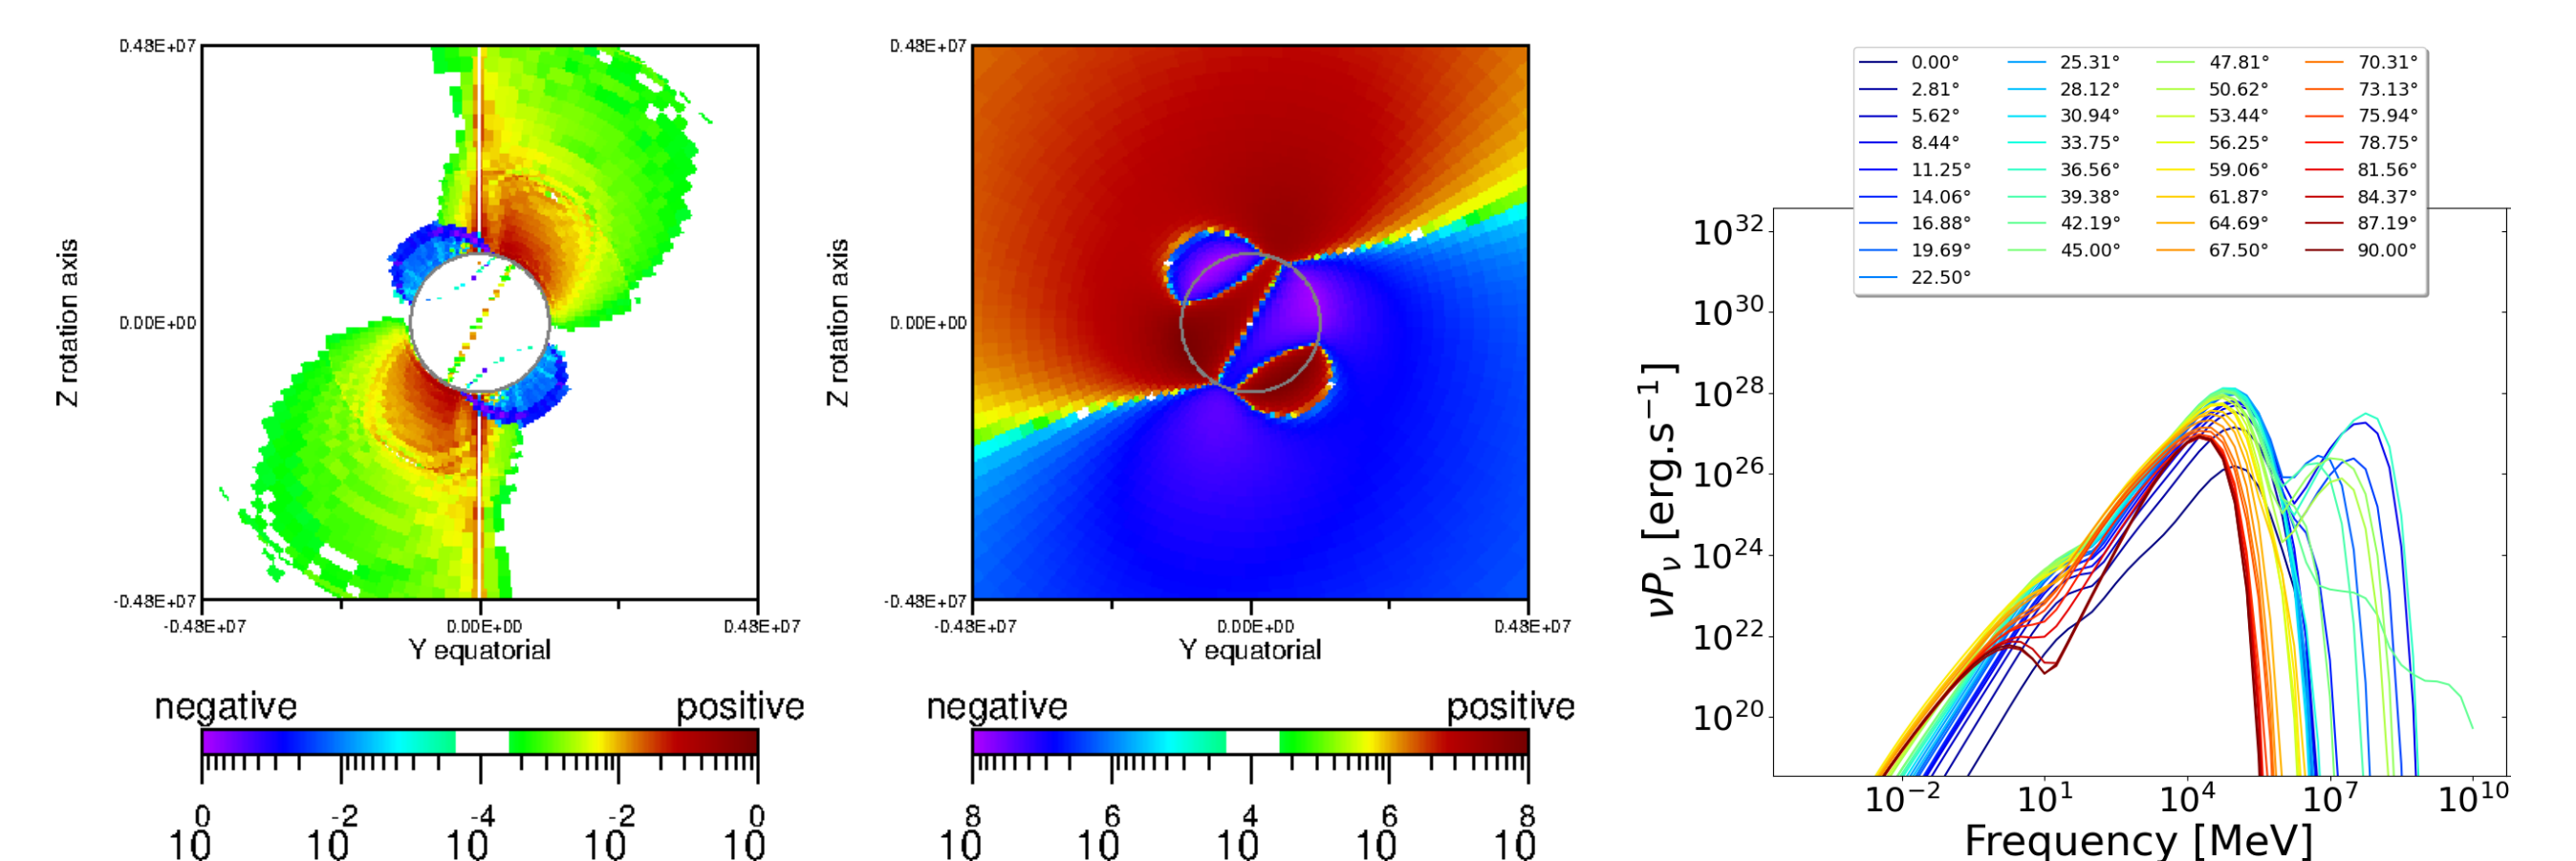 0.48E+07
0.00E+00
-0.48E+07
-0.48E+07 0.00E+00 0.48E+07
Z rotation axis
Y equatorial
negative positive
10^0 10^-2 10^-4 10^-2 10^0
0.48E+07
0.00E+00
-0.48E+07
-0.48E+07 0.00E+00 0.48E+07
Z rotation axis
Y equatorial
negative positive
10^8 10^6 10^4 10^6 10^8
0.00° 25.31° 47.81° 70.31°
2.81° 28.12° 50.62° 73.13°
5.62° 30.94° 53.44° 75.94°
8.44° 33.75° 56.25° 78.75°
11.25° 36.56° 59.06° 81.56°
14.06° 39.38° 61.87° 84.37°
16.88° 42.19° 64.69° 87.19°
19.69° 45.00° 67.50° 90.00°
22.50°
10^32
10^30
10^28
10^26
10^24
10^22
10^20
νP_ν [erg.s^−1]
10^−2 10^1 10^4 10^7 10^10
Frequency [MeV]